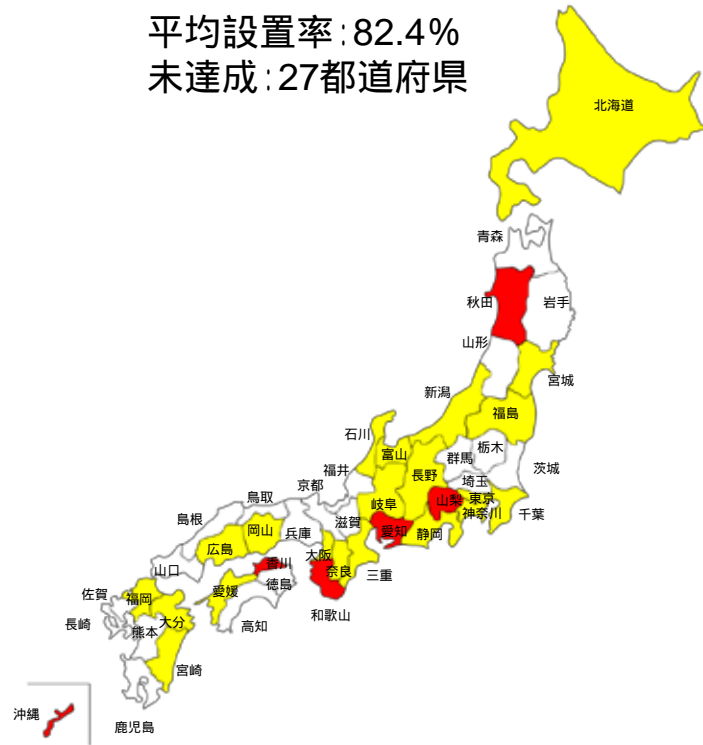 平均設置率:82.4%
未達成:27都道府県
北海道
青森
秋田
岩手
山形
宮城
新潟
福島
石川
富山
群馬
栃木
茨城
福井
長野
埼玉
京都
岐阜
山梨
東京
鳥取
滋賀
神奈川
千葉
島根
岡山
兵庫
愛知
静岡
広島
大阪
奈良
三重
山口
香川
徳島
和歌山
佐賀
福岡
愛媛
高知
長崎
大分
熊本
宮崎
沖縄
鹿児島